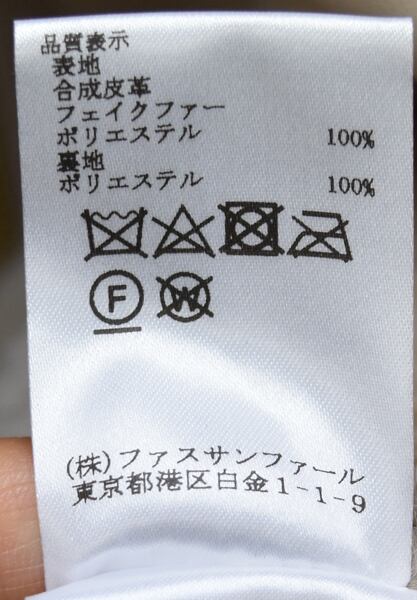 品質表示
表地
合成皮革
フェイクファー
ポリエステル 100%
裏地
ポリエステル 100%
F W
(株)ファスサンファール
東京都港区白金1-1-9